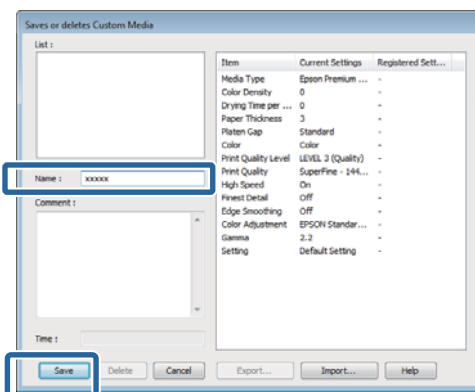 Saves or deletes Custom Media
List :
Item Current Settings Registered Sett...
Media Type Epson Premium ... -
Color Density 0 -
Drying Time per ... 0 -
Paper Thickness 3 -
Platen Gap Standard -
Color Color -
Print Quality Level LEVEL 3 (Quality) -
Print Quality SuperFine - 144... -
High Speed On -
Finest Detail Off -
Edge Smoothing Off -
Color Adjustment EPSON Standar... -
Gamma 2.2 -
Setting Default Setting -
Name : xxxxx
Comment :
Time :
Save Delete Cancel Export... Import... Help